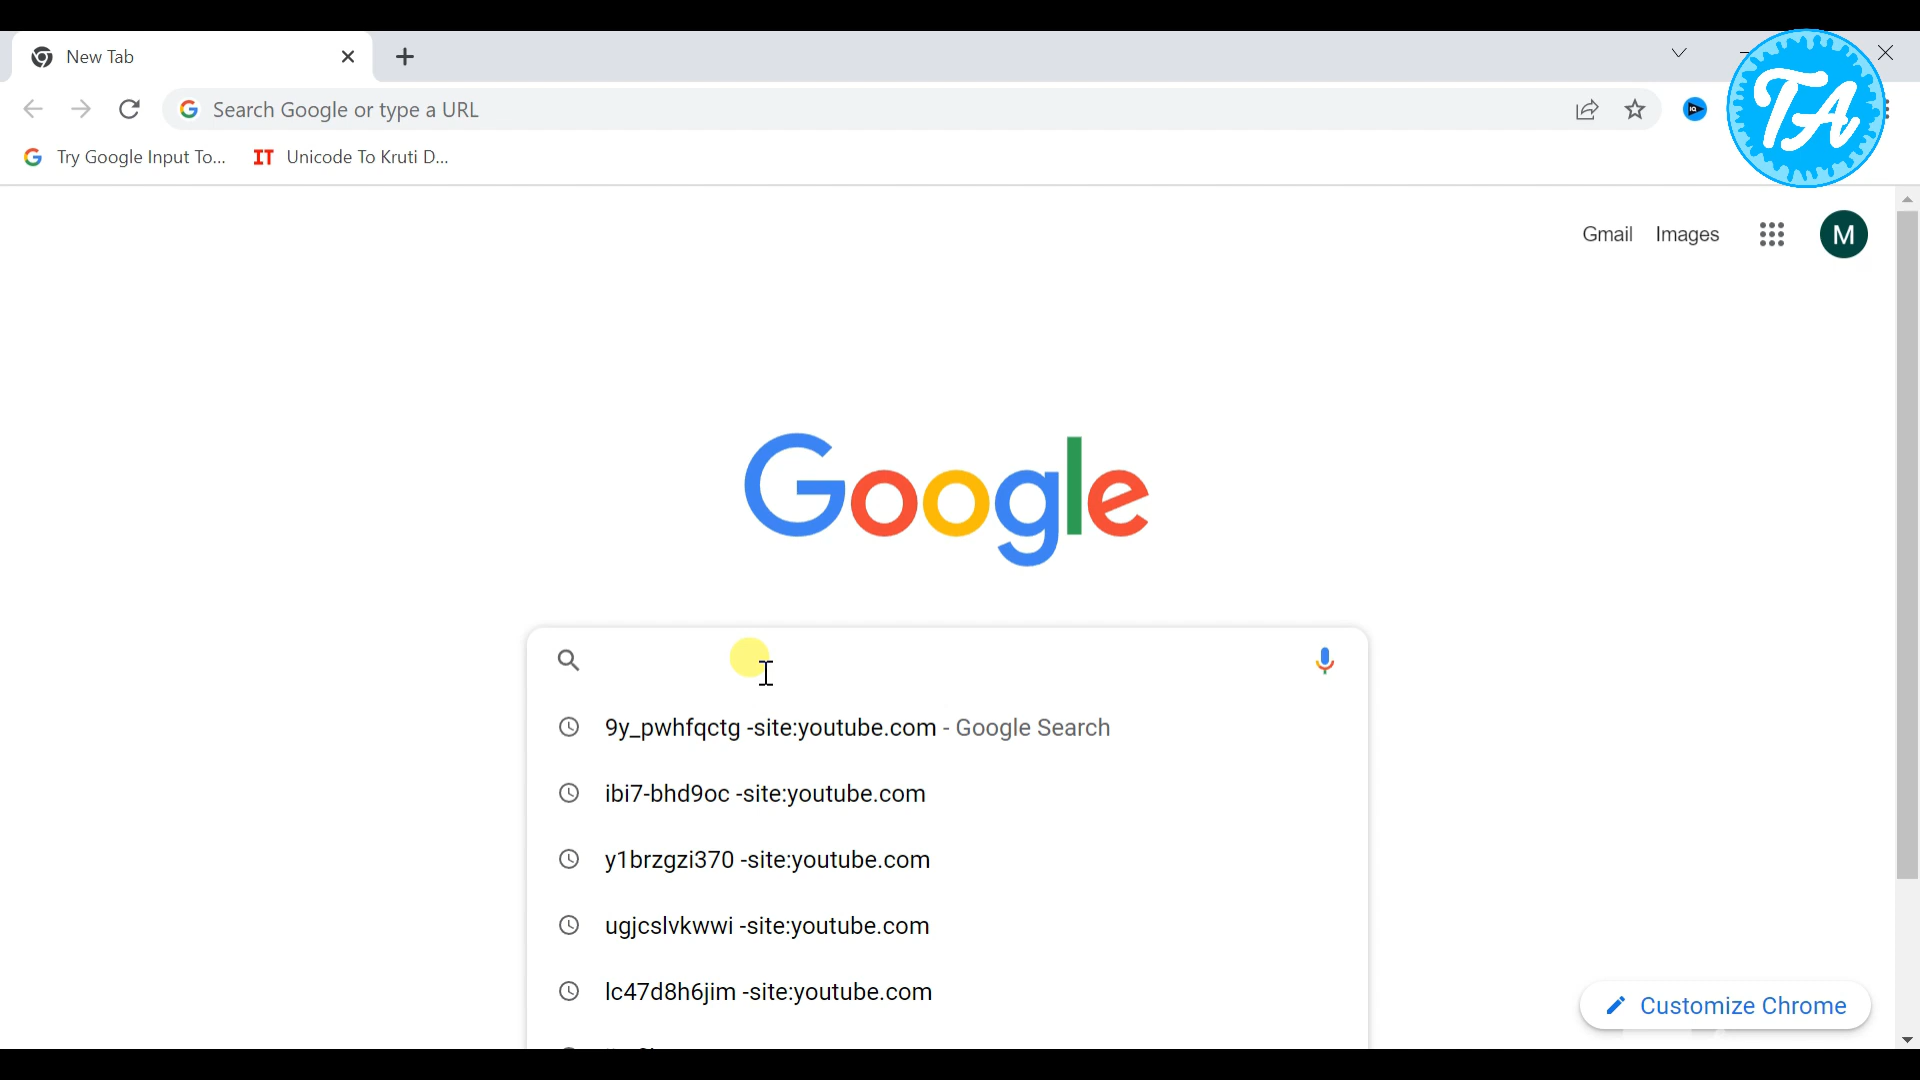 New Tab
Search Google or type a URL
Try Google Input To...
IT Unicode To Kruti D...
TA
Gmail Images
M
Google
9y_pwhfqctg -site:youtube.com - Google Search
ibi7-bhd9oc -site:youtube.com
y1brzgzi370 -site:youtube.com
ugjcslvkwwi -site:youtube.com
lc47d8h6jim -site:youtube.com
Customize Chrome